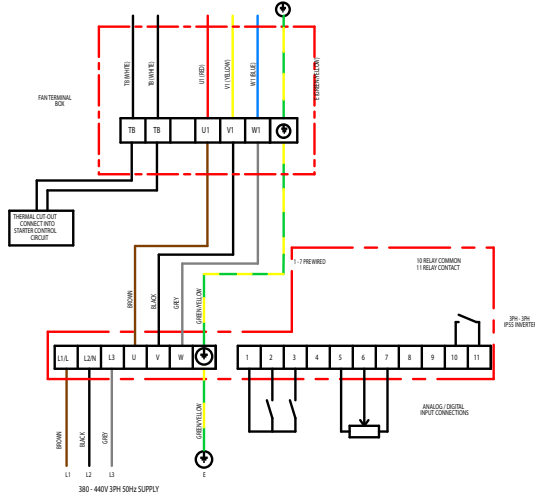 TB (WHITE)
TB (WHITE)
U1 (RED)
V1 (YELLOW)
W1 (BLUE)
E (GREEN/YELLOW)
FAN TERMINAL
BOX
TB TB U1 V1 W1
THERMAL CUT-OUT
CONNECT INTO
STARTER CONTROL
CIRCUIT
1 - 7 PREWIRED
10 RELAY COMMON
11 RELAY CONTACT
BROWN
BLACK
GREY
GREEN/YELLOW
3PH - 3PH
IP55 INVERTER
L1/L L2/N L3 U V W
1 2 3 4 5 6 7 8 9 10 11
ANALOG / DIGITAL
INPUT CONNECTIONS
BROWN
BLACK
GREY
GREEN/YELLOW
L1 L2 L3 E
380 - 440V 3PH 50Hz SUPPLY